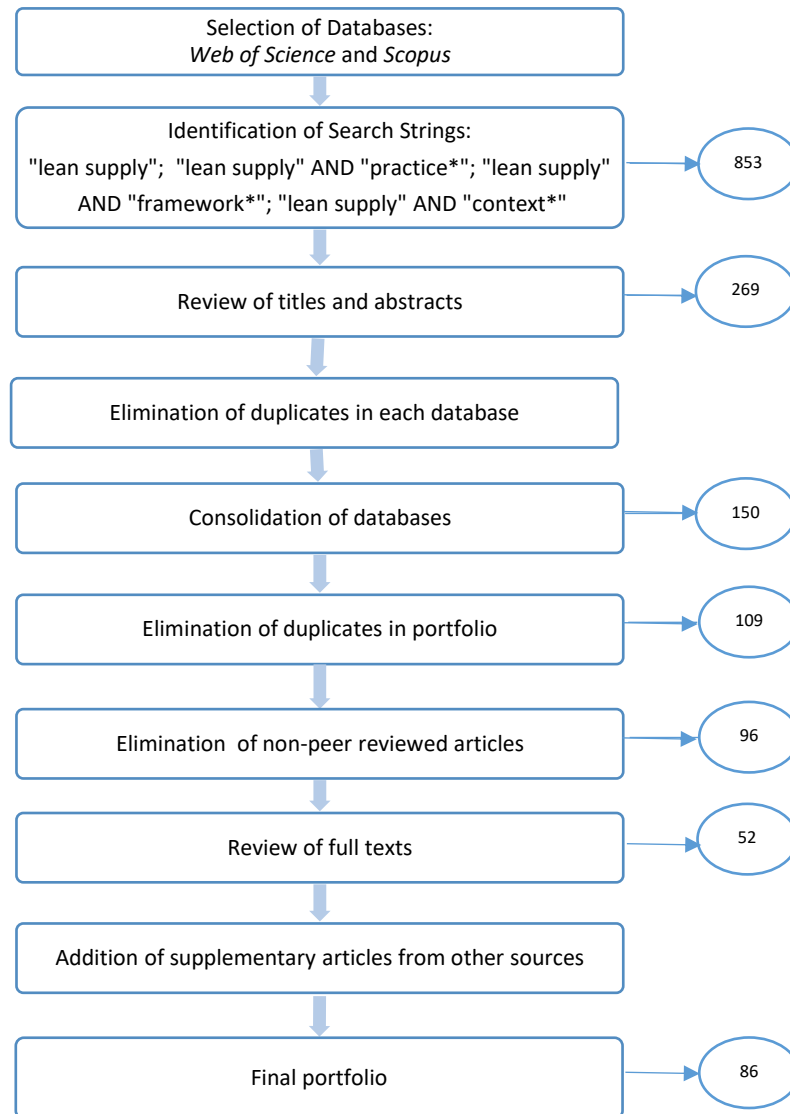 Selection of Databases:
Web of Science and Scopus
Identification of Search Strings:
"lean supply";  "lean supply" AND "practice*"; "lean supply"
AND "framework*"; "lean supply" AND "context*"
853
Review of titles and abstracts
269
Elimination of duplicates in each database
Consolidation of databases
150
Elimination of duplicates in portfolio
109
Elimination  of non-peer reviewed articles
96
Review of full texts
52
Addition of supplementary articles from other sources
Final portfolio
86